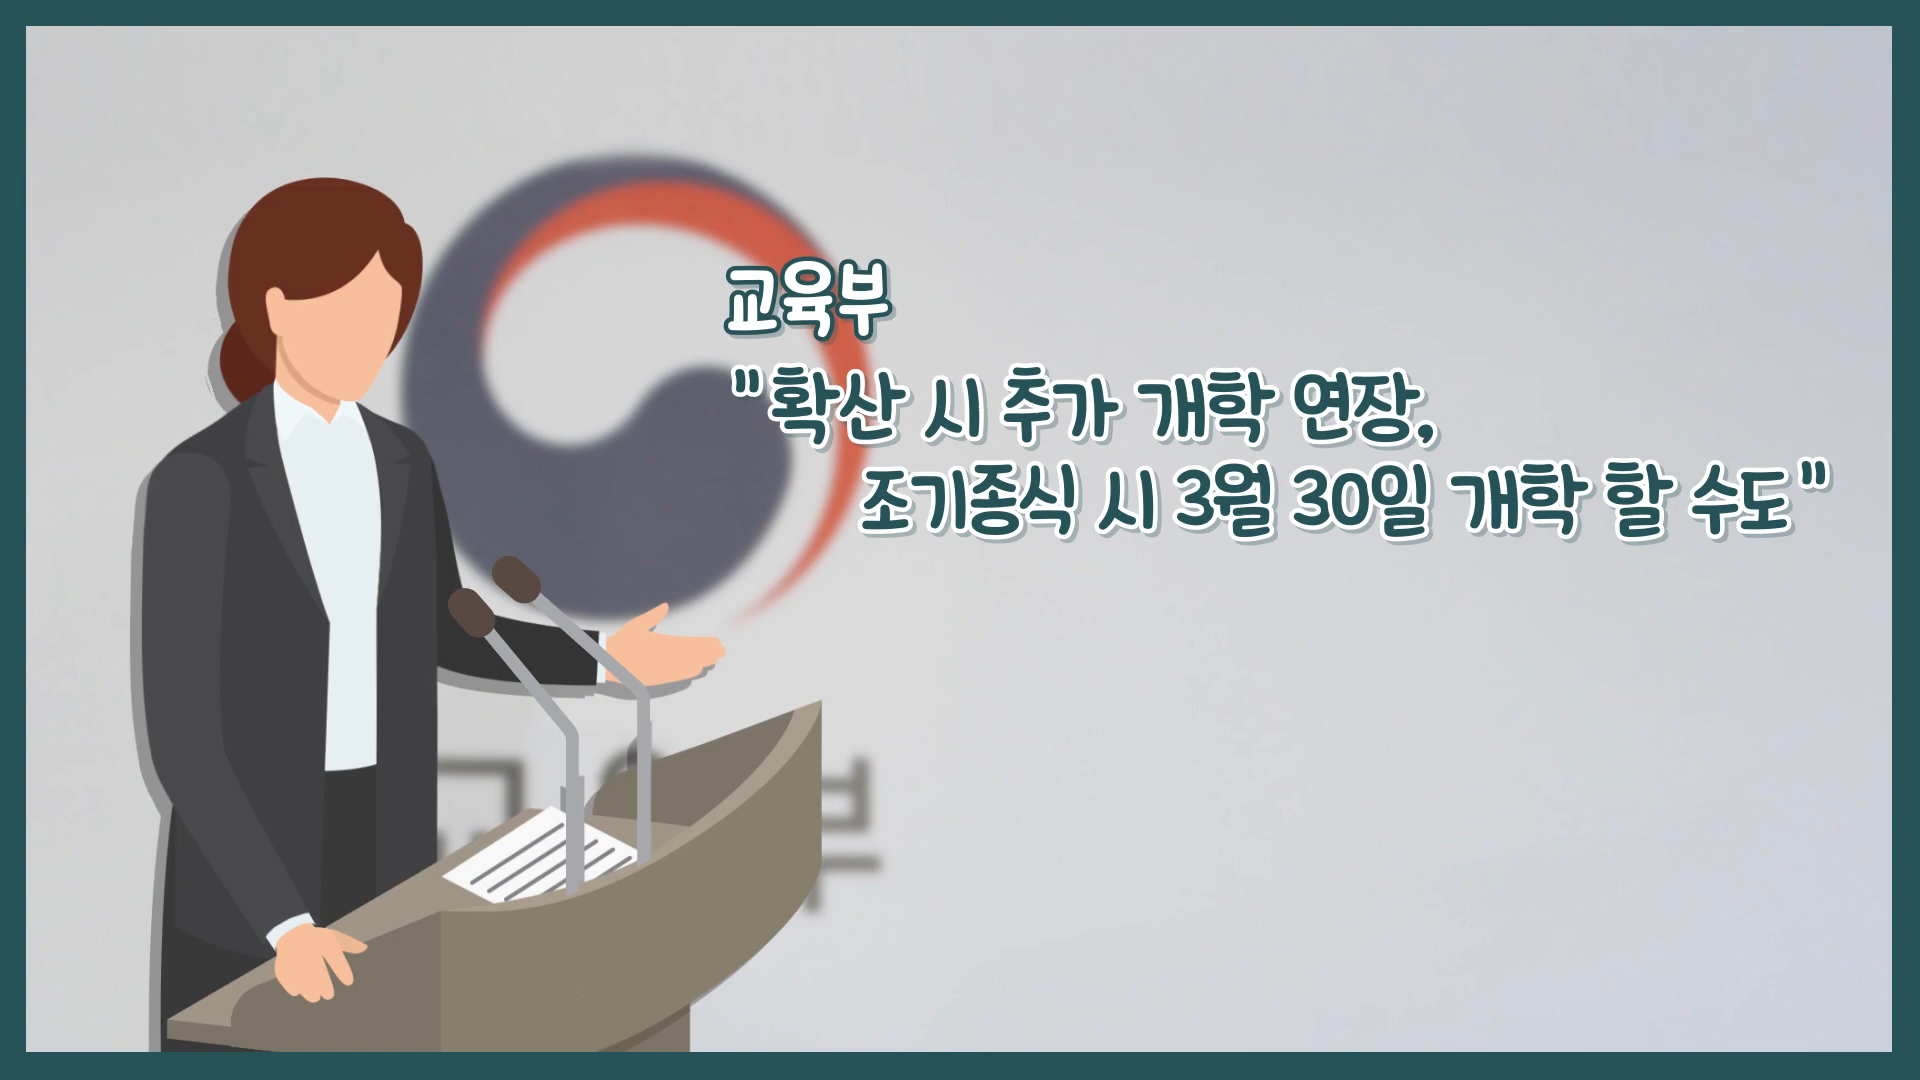 교육부
"확산 시 추가 개학 연장,
조기종식 시 3월 30일 개학 할 수도"